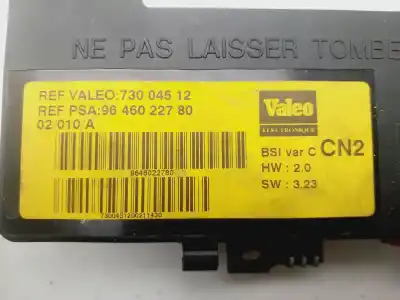 NE PAS LAISSER TOMBE
REF VALEO:730 045 12
REF PSA:96 460 227 80
02 010 A
9646022780
Valeo
ELECTRONIQUE
BSI var C CN2
HW : 2.0
SW : 3.23